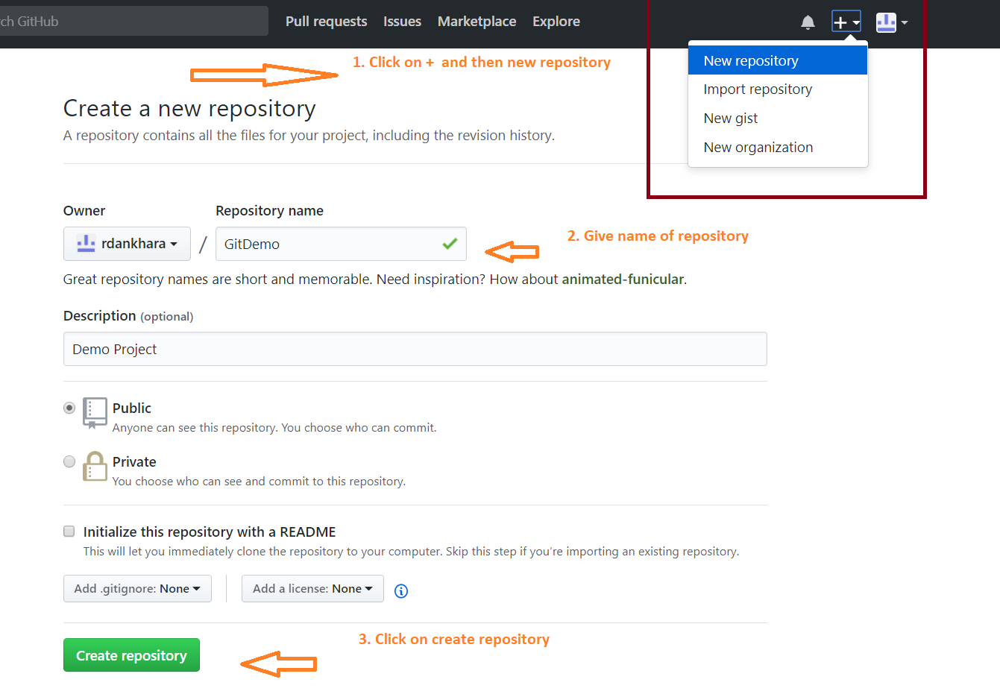 ch GitHub
Pull requests Issues Marketplace Explore
1. Click on + and then new repository
New repository
Import repository
New gist
New organization
Create a new repository
A repository contains all the files for your project, including the revision history.
Owner
Repository name
rdankhara / GitDemo
2. Give name of repository
Great repository names are short and memorable. Need inspiration? How about animated-funicular.
Description (optional)
Demo Project
Public
Anyone can see this repository. You choose who can commit.
Private
You choose who can see and commit to this repository.
Initialize this repository with a README
This will let you immediately clone the repository to your computer. Skip this step if you’re importing an existing repository.
Add .gitignore: None
Add a license: None
3. Click on create repository
Create repository